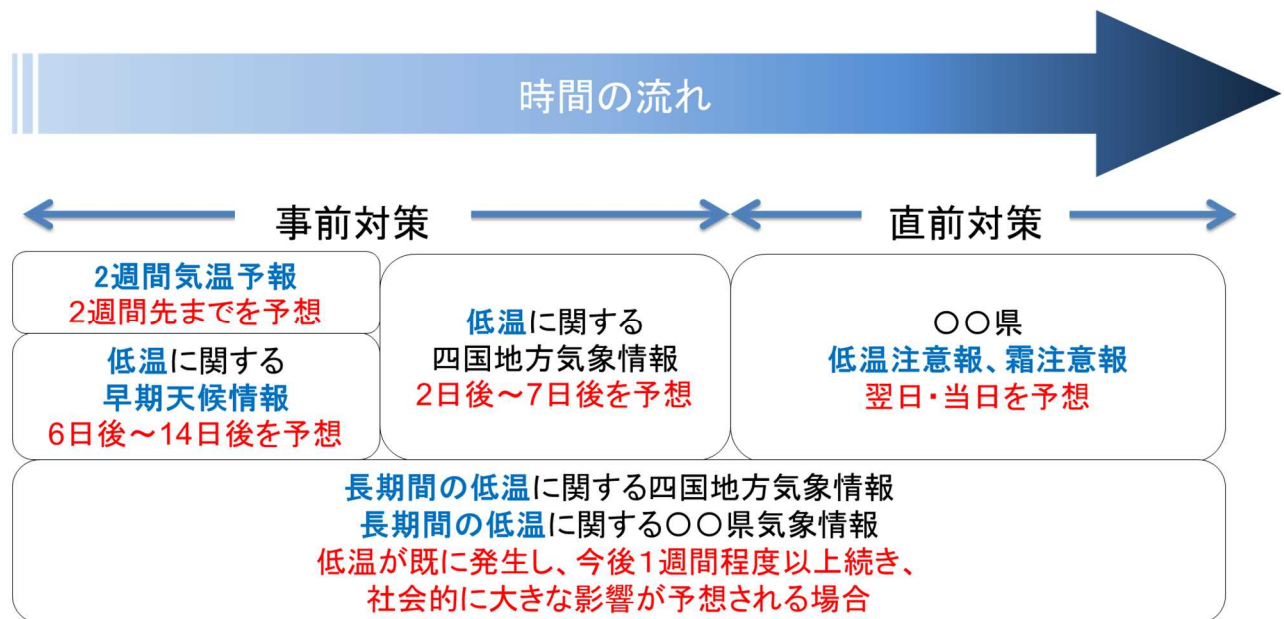 時間の流れ
事前対策
直前対策
2週間気温予報
2週間先までを予想
低温に関する
早期天候情報
6日後～14日後を予想
低温に関する
四国地方気象情報
2日後～7日後を予想
〇〇県
低温注意報、霜注意報
翌日・当日を予想
長期間の低温に関する四国地方気象情報
長期間の低温に関する〇〇県気象情報
低温が既に発生し、今後1週間程度以上続き、
社会的に大きな影響が予想される場合